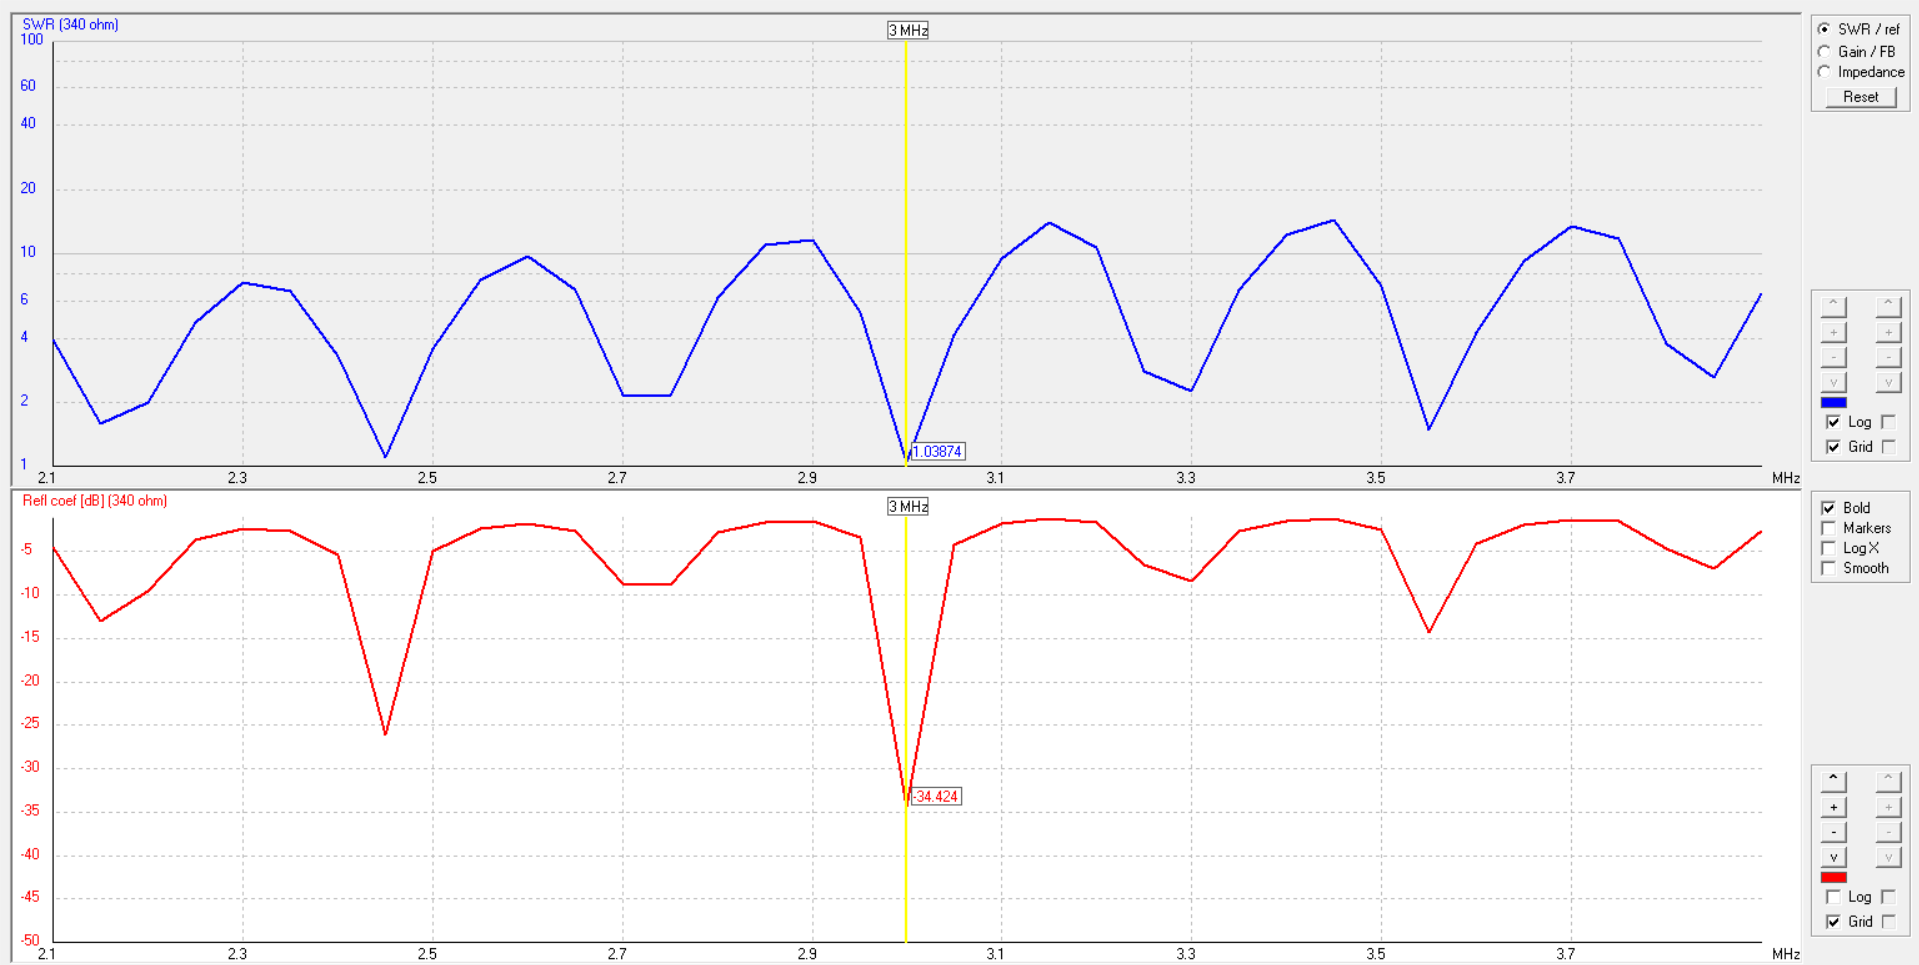 SWR (340 ohm)
3 MHz
100
60
40
20
10
6
4
2
1
1.03874
2.1 2.3 2.5 2.7 2.9 3.1 3.3 3.5 3.7 MHz
Refl coef [dB] (340 ohm)
3 MHz
-5
-10
-15
-20
-25
-30
-35
-40
-45
-50
-34.424
2.1 2.3 2.5 2.7 2.9 3.1 3.3 3.5 3.7 MHz
SWR / ref
Gain / FB
Impedance
Reset
^ ^
+ +
- -
v v
Log
Grid
Bold
Markers
Log X
Smooth
^ ^
+ +
- -
v v
Log
Grid